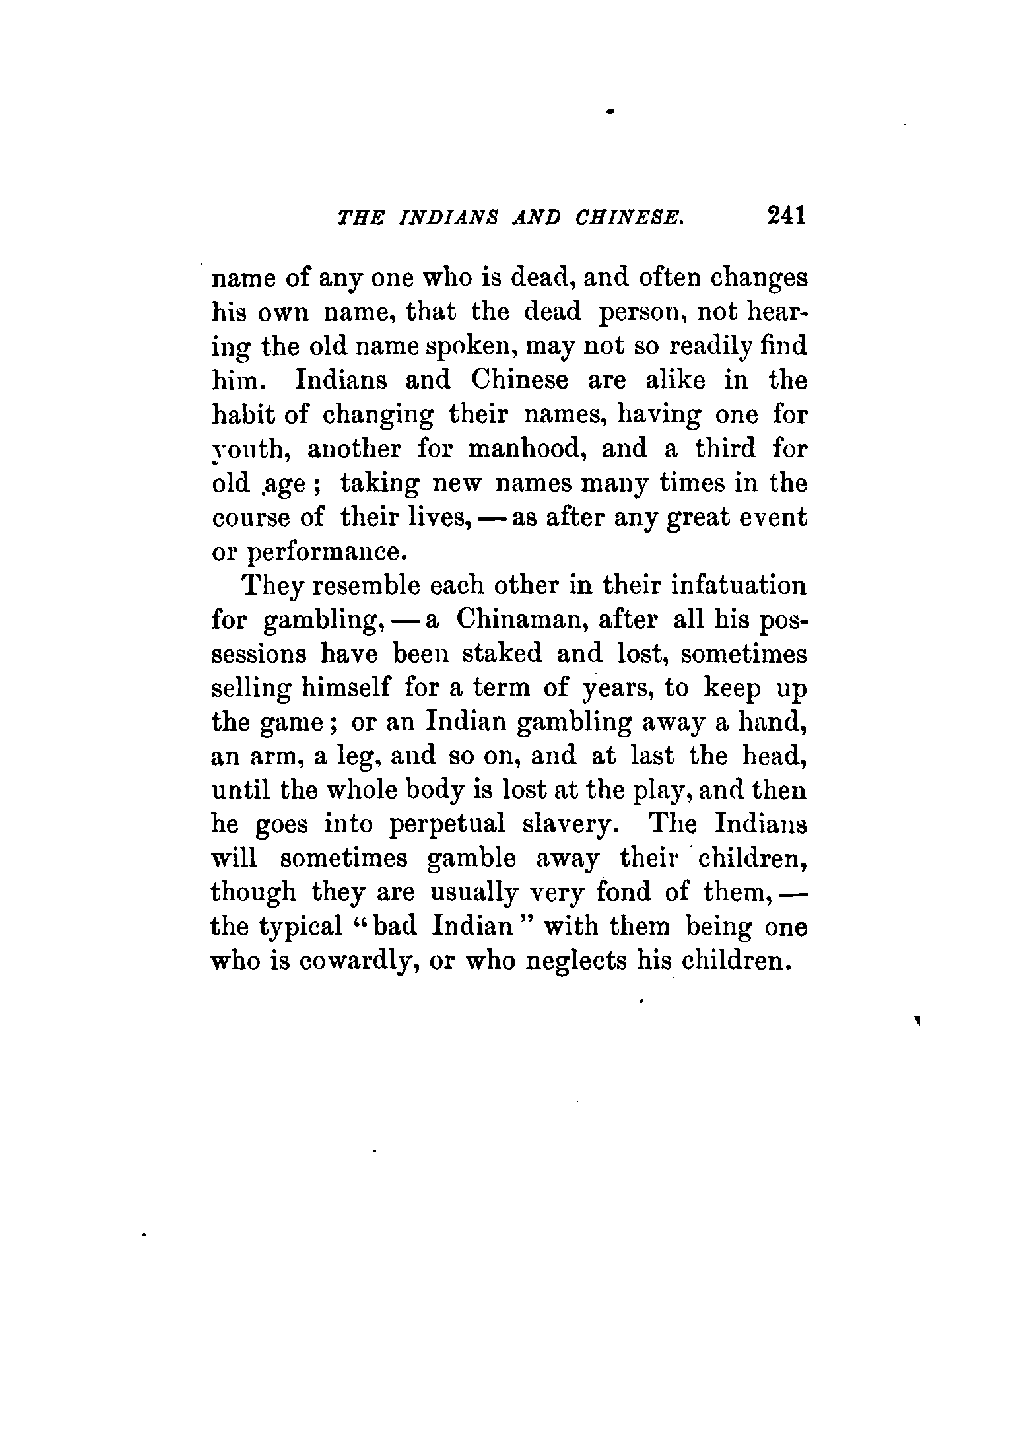 THE INDIANS AND CHINESE. 241
name of any one who is dead, and often changes
his own name, that the dead person, not hear-
ing the old name spoken, may not so readily find
him. Indians and Chinese are alike in the
habit of changing their names, having one for
youth, another for manhood, and a third for
old age; taking new names many times in the
course of their lives, — as after any great event
or performance.
They resemble each other in their infatuation
for gambling, — a Chinaman, after all his pos-
sessions have been staked and lost, sometimes
selling himself for a term of years, to keep up
the game; or an Indian gambling away a hand,
an arm, a leg, and so on, and at last the head,
until the whole body is lost at the play, and then
he goes into perpetual slavery. The Indians
will sometimes gamble away their children,
though they are usually very fond of them, —
the typical "bad Indian" with them being one
who is cowardly, or who neglects his children.